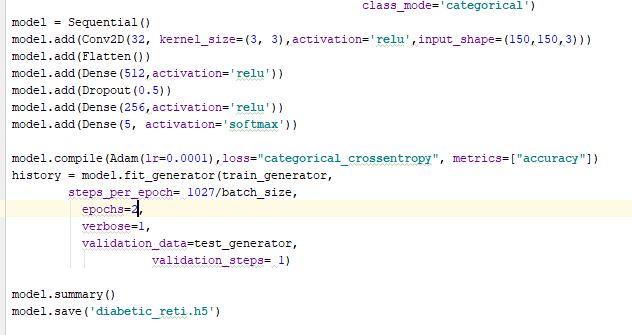 class_mode='categorical')
model = Sequential()
model.add(Conv2D(32, kernel_size=(3, 3),activation='relu',input_shape=(150,150,3)))
model.add(Flatten())
model.add(Dense(512,activation='relu'))
model.add(Dropout(0.5))
model.add(Dense(256,activation='relu'))
model.add(Dense(5, activation='softmax'))
model.compile(Adam(lr=0.0001),loss="categorical_crossentropy", metrics=["accuracy"])
history = model.fit_generator(train_generator,
steps_per_epoch= 1027/batch_size,
epochs=2,
verbose=1,
validation_data=test_generator,
validation_steps= 1)
model.summary()
model.save('diabetic_reti.h5')